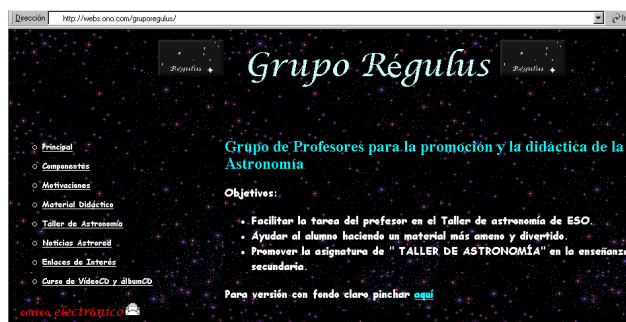 Dirección http://webs.ono.com/gruporegulus/
Régulus
Grupo Régulus
Régulus
Principal
Componentes
Motivaciones
Material Didáctico
Taller de Astronomía
Noticias Astrored
Enlaces de Interés
Curso de VídeoCD y álbumCD
correo electrónico
Grupo de Profesores para la promoción y la didáctica de la
Astronomía
Objetivos:
Facilitar la tarea del profesor en el Taller de astronomía de ESO.
Ayudar al alumno haciendo un material más ameno y divertido.
Promover la asignatura de " TALLER DE ASTRONOMÍA" en la enseñanza
secundaria.
Para versión con fondo claro pinchar aquí